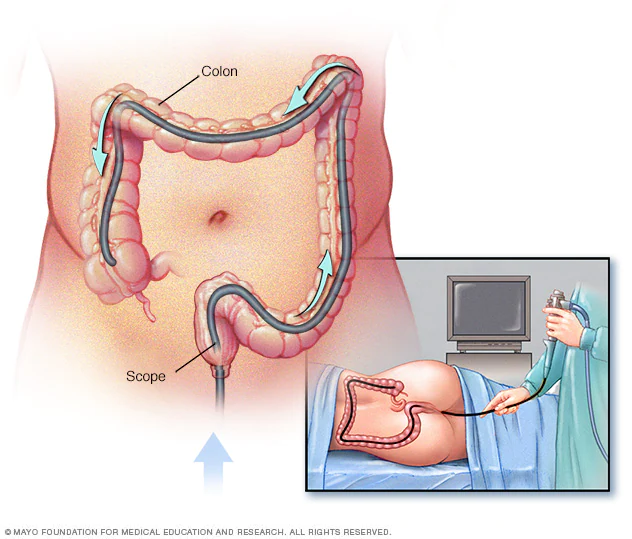 Colon
Scope
© MAYO FOUNDATION FOR MEDICAL EDUCATION AND RESEARCH. ALL RIGHTS RESERVED.